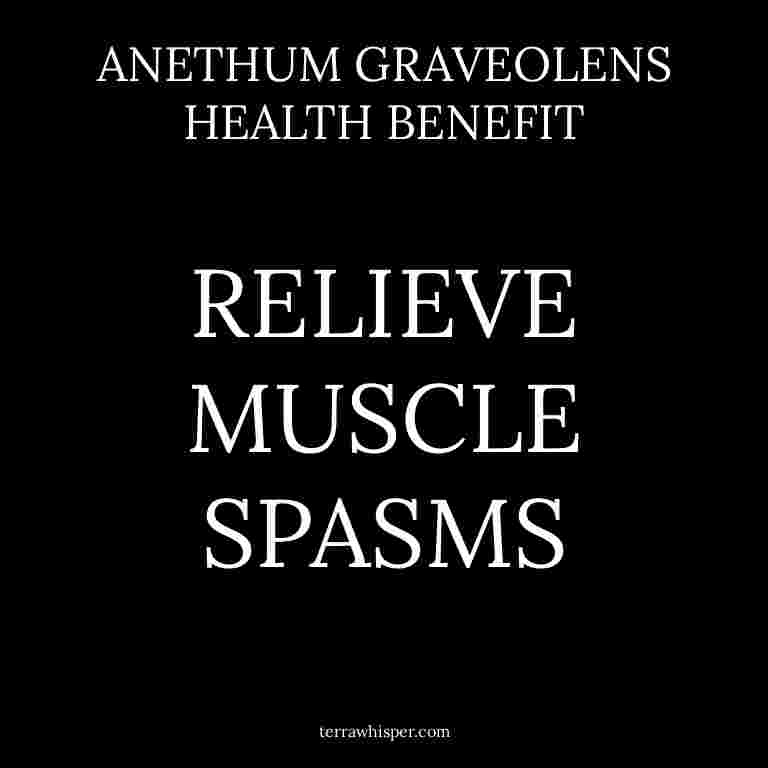 ANETHUM GRAVEOLENS
HEALTH BENEFIT
RELIEVE
MUSCLE
SPASMS
terrawhisper.com